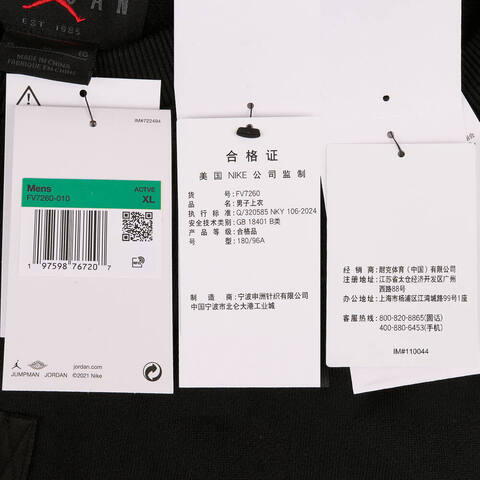 JORDAN
EST 1985
MADE IN CHINA
FABRIQUÉ EN CHINE
IM#722494
Mens
ACTVE
FV7260-010
XL
1 97598 76720 7
jordan.com
JUMPMAN JORDAN
©2021 Nike
合格证
美国 NIKE 公司监制
货号:FV7260
品名:男子上衣
执行标准:Q/320585 NKY 106-2024
安全技术类别:GB 18401 B类
产品等级:合格品
型号:180/96A
制造商:宁波申洲针织有限公司
中国宁波市北仑大港工业城
经销商:耐克体育(中国)有限公司
注册地址:江苏省太仓经济开发区广州
西路88号
办公地址:上海市杨浦区江湾城路99号1座
客服热线:800-820-8865(固话)
400-880-6453(手机)
IM#110044